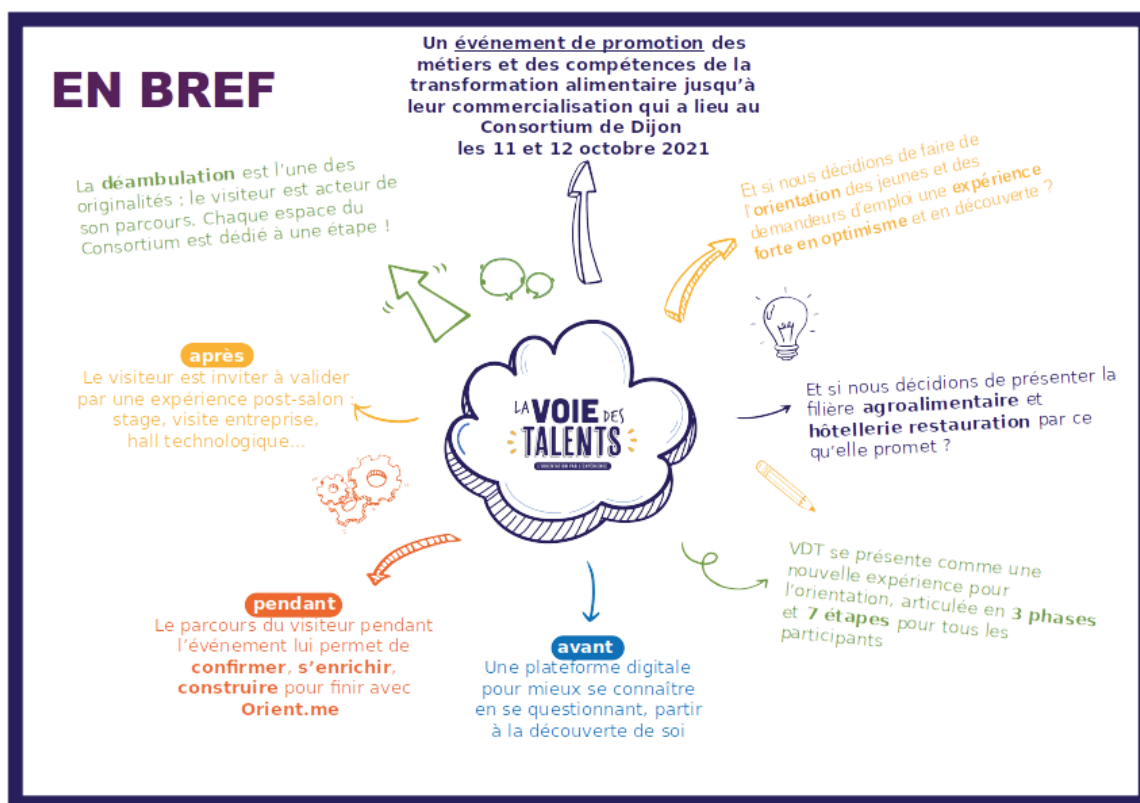 EN BREF
Un événement de promotion des
métiers et des compétences de la
transformation alimentaire jusqu'à
leur commercialisation qui a lieu au
Consortium de Dijon
les 11 et 12 octobre 2021
Et si nous décidions de faire de
l'orientation des jeunes et des
demandeurs d'emploi une expérience
forte en optimisme et en découverte ?
Et si nous décidions de présenter la
filière agroalimentaire et
hôtellerie restauration par ce
qu'elle promet ?
VDT se présente comme une
nouvelle expérience pour
l'orientation, articulée en 3 phases
et 7 étapes pour tous les
participants
avant
Une plateforme digitale
pour mieux se connaître
en se questionnant, partir
à la découverte de soi
pendant
Le parcours du visiteur pendant
l'événement lui permet de
confirmer, s'enrichir,
construire pour finir avec
Orient.me
après
Le visiteur est inviter à valider
par une expérience post-salon :
stage, visite entreprise,
hall technologique...
La déambulation est l'une des
originalités : le visiteur est acteur de
son parcours. Chaque espace du
Consortium est dédié à une étape !
LA VOIE DES
TALENTS
L'ORIENTATION PAR L'EXPÉRIENCE